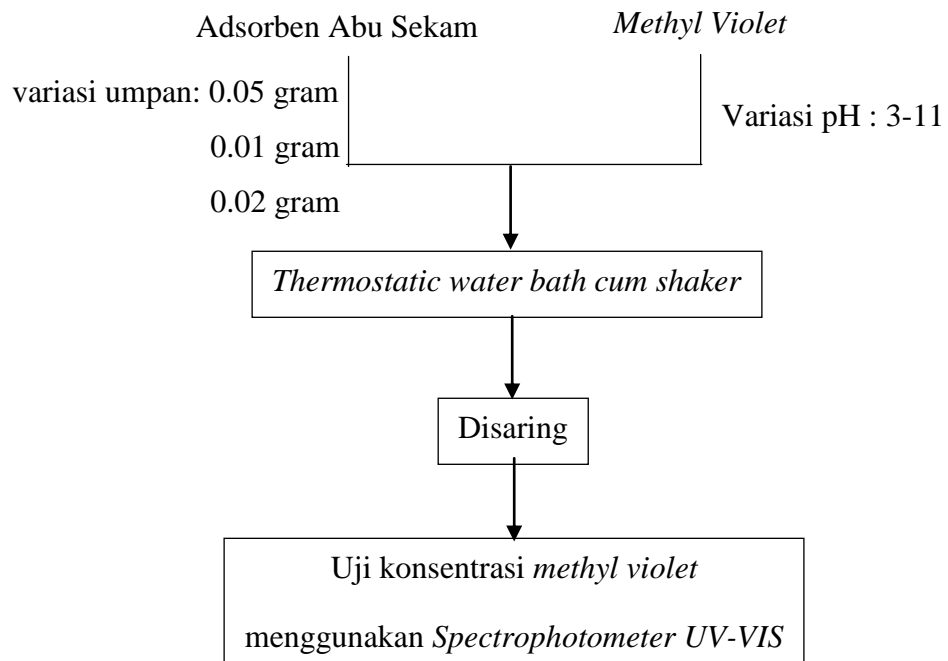 Adsorben Abu Sekam
Methyl Violet
variasi umpan: 0.05 gram
0.01 gram
0.02 gram
Variasi pH : 3-11
Thermostatic water bath cum shaker
Disaring
Uji konsentrasi methyl violet
menggunakan Spectrophotometer UV-VIS